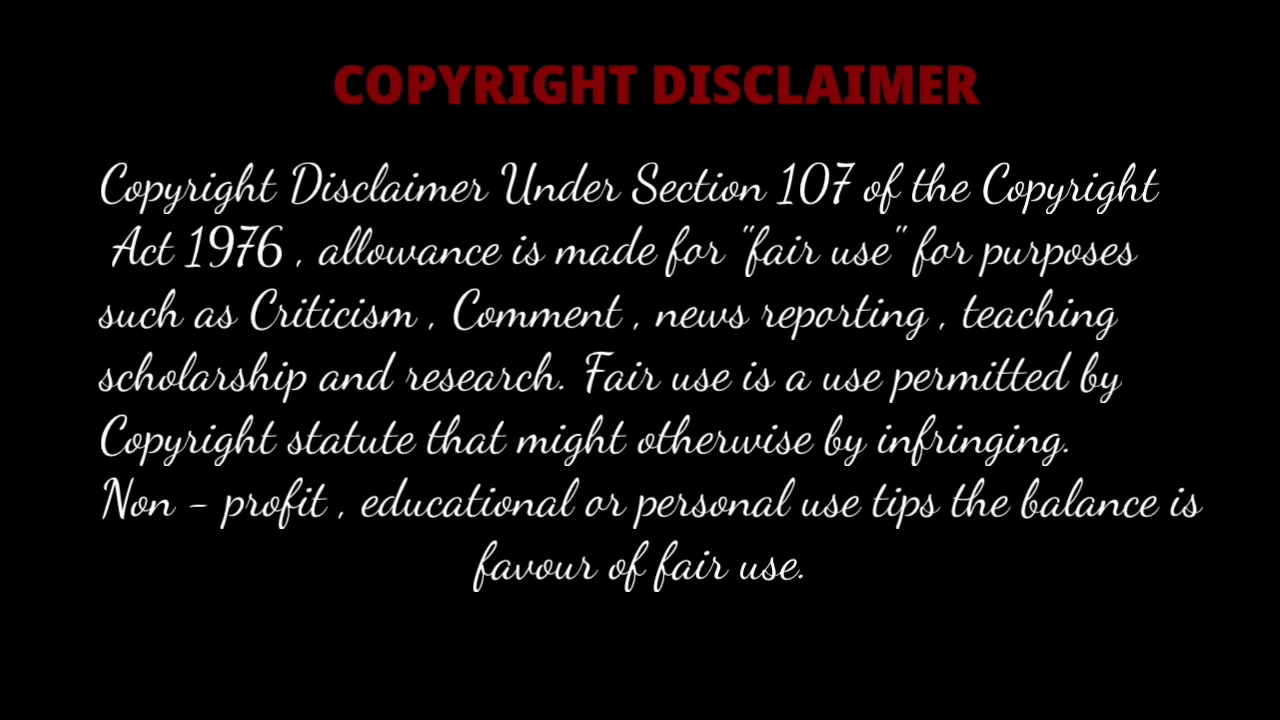 COPYRIGHT DISCLAIMER
Copyright Disclaimer Under Section 107 of the Copyright
Act 1976 , allowance is made for "fair use" for purposes
such as Criticism , Comment , news reporting , teaching
scholarship and research. Fair use is a use permitted by
Copyright statute that might otherwise by infringing.
Non - profit , educational or personal use tips the balance is
favour of fair use.